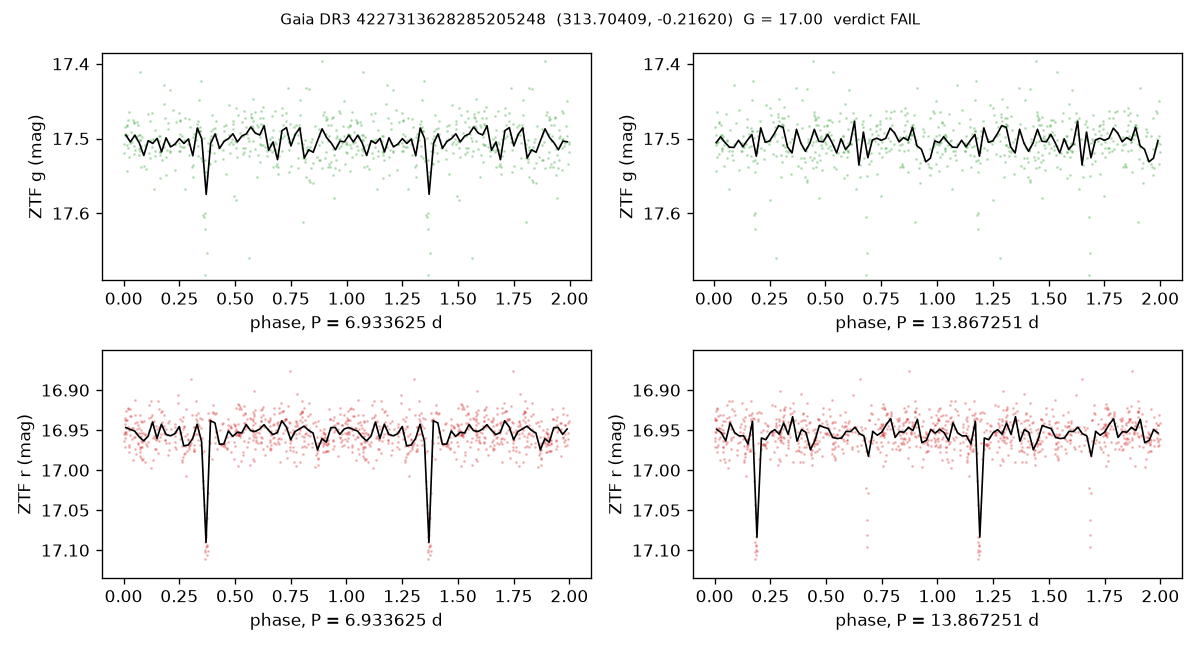 Gaia DR3 4227313628285205248  (313.70409, -0.21620)  G = 17.00  verdict FAIL
ZTF g (mag)
17.4
17.5
17.6
0.00 0.25 0.50 0.75 1.00 1.25 1.50 1.75 2.00
phase, P = 6.933625 d
ZTF g (mag)
17.4
17.5
17.6
0.00 0.25 0.50 0.75 1.00 1.25 1.50 1.75 2.00
phase, P = 13.867251 d
ZTF r (mag)
16.90
16.95
17.00
17.05
17.10
0.00 0.25 0.50 0.75 1.00 1.25 1.50 1.75 2.00
phase, P = 6.933625 d
ZTF r (mag)
16.90
16.95
17.00
17.05
17.10
0.00 0.25 0.50 0.75 1.00 1.25 1.50 1.75 2.00
phase, P = 13.867251 d